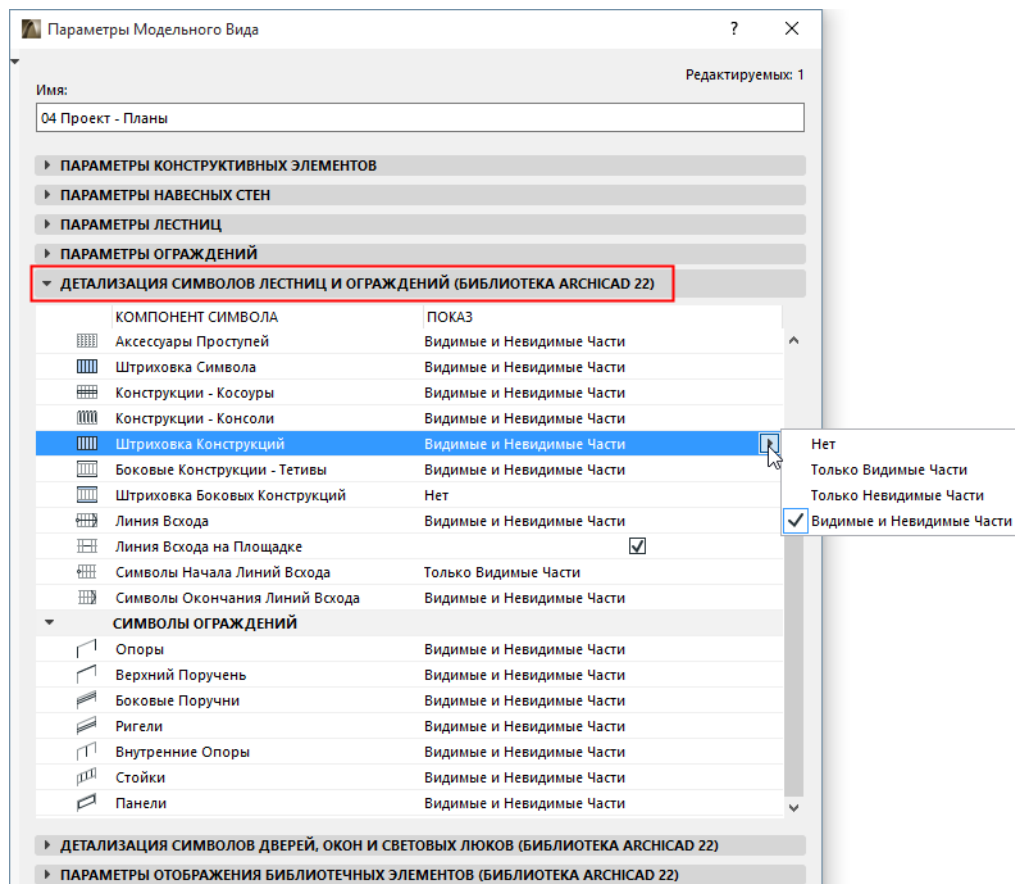 Параметры Модельного Вида ?
Редактируемых: 1
Имя:
04 Проект - Планы
ПАРАМЕТРЫ КОНСТРУКТИВНЫХ ЭЛЕМЕНТОВ
ПАРАМЕТРЫ НАВЕСНЫХ СТЕН
ПАРАМЕТРЫ ЛЕСТНИЦ
ПАРАМЕТРЫ ОГРАЖДЕНИЙ
ДЕТАЛИЗАЦИЯ СИМВОЛОВ ЛЕСТНИЦ И ОГРАЖДЕНИЙ (БИБЛИОТЕКА ARCHICAD 22)
КОМПОНЕНТ СИМВОЛА ПОКАЗ
Аксессуары Проступей Видимые и Невидимые Части
Штриховка Символа Видимые и Невидимые Части
Конструкции - Косоуры Видимые и Невидимые Части
Конструкции - Консоли Видимые и Невидимые Части
Штриховка Конструкций Видимые и Невидимые Части Нет
Боковые Конструкции - Тетивы Видимые и Невидимые Части Только Видимые Части
Штриховка Боковых Конструкций Нет Только Невидимые Части
Линия Всхода Видимые и Невидимые Части Видимые и Невидимые Части
Линия Всхода на Площадке
Символы Начала Линий Всхода Только Видимые Части
Символы Окончания Линий Всхода Видимые и Невидимые Части
СИМВОЛЫ ОГРАЖДЕНИЙ
Опоры Видимые и Невидимые Части
Верхний Поручень Видимые и Невидимые Части
Боковые Поручни Видимые и Невидимые Части
Ригели Видимые и Невидимые Части
Внутренние Опоры Видимые и Невидимые Части
Стойки Видимые и Невидимые Части
Панели Видимые и Невидимые Части
ДЕТАЛИЗАЦИЯ СИМВОЛОВ ДВЕРЕЙ, ОКОН И СВЕТОВЫХ ЛЮКОВ (БИБЛИОТЕКА ARCHICAD 22)
ПАРАМЕТРЫ ОТОБРАЖЕНИЯ БИБЛИОТЕЧНЫХ ЭЛЕМЕНТОВ (БИБЛИОТЕКА ARCHICAD 22)